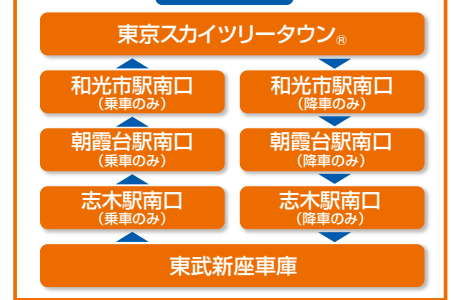 東京スカイツリータウン®
和光市駅南口
(乗車のみ)
和光市駅南口
(降車のみ)
朝霞台駅南口
(乗車のみ)
朝霞台駅南口
(降車のみ)
志木駅南口
(乗車のみ)
志木駅南口
(降車のみ)
東武新座車庫